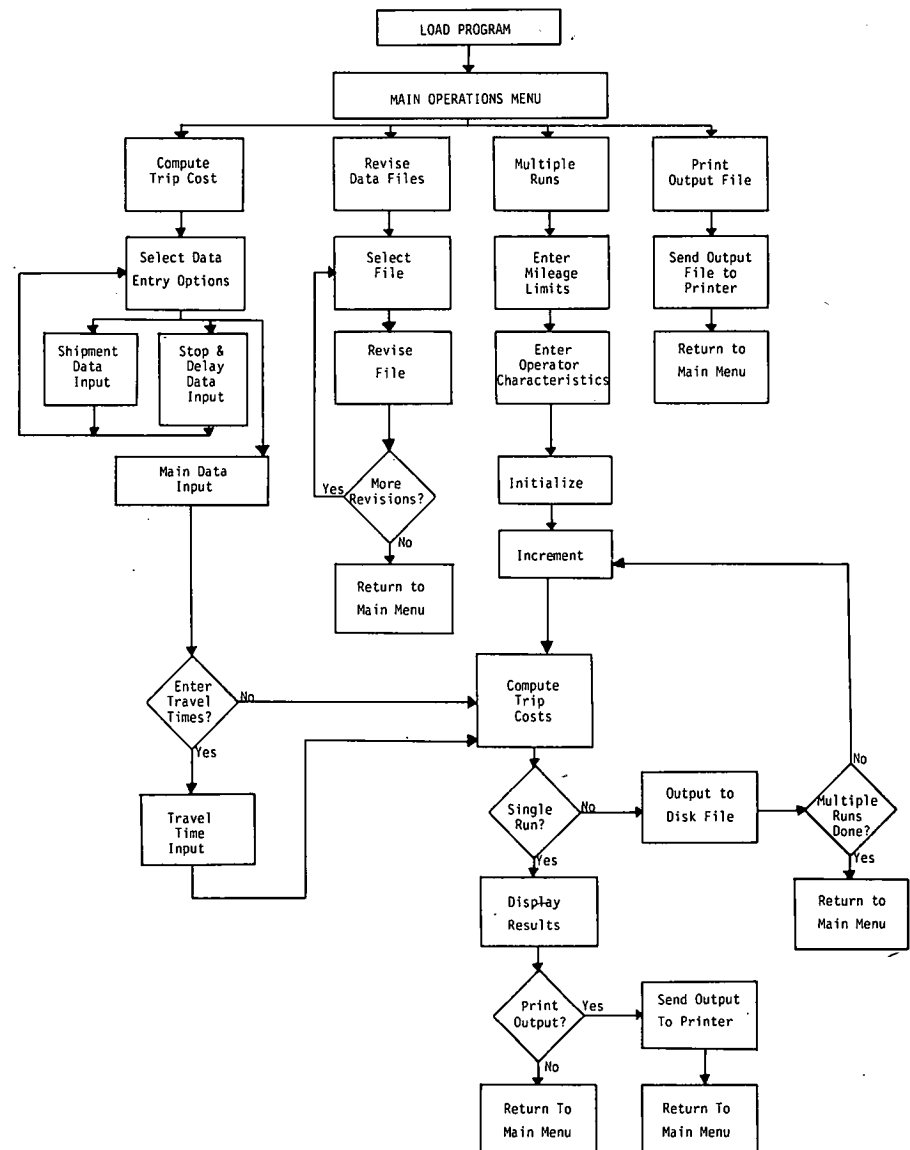 LOAD PROGRAM
MAIN OPERATIONS MENU
Compute
Trip Cost
Revise
Data Files
Multiple
Runs
Print
Output File
Select Data
Entry Options
Select
File
Enter
Mileage
Limits
Send Output
File to
Printer
Shipment
Data
Input
Stop &
Delay
Data
Input
Revise
File
Enter
Operator
Characteristics
Return to
Main Menu
Main Data
Input
Yes
More
Revisions?
No
Initialize
Increment
Return to
Main Menu
Enter
Travel
Times?
No
Yes
Compute
Trip
Costs
Travel
Time
Input
Single
Run?
No
Yes
Output to
Disk File
No
Multiple
Runs
Done?
Yes
Display
Results
Return to
Main Menu
Print
Output?
Yes
No
Send Output
To Printer
Return To
Main Menu
Return To
Main Menu